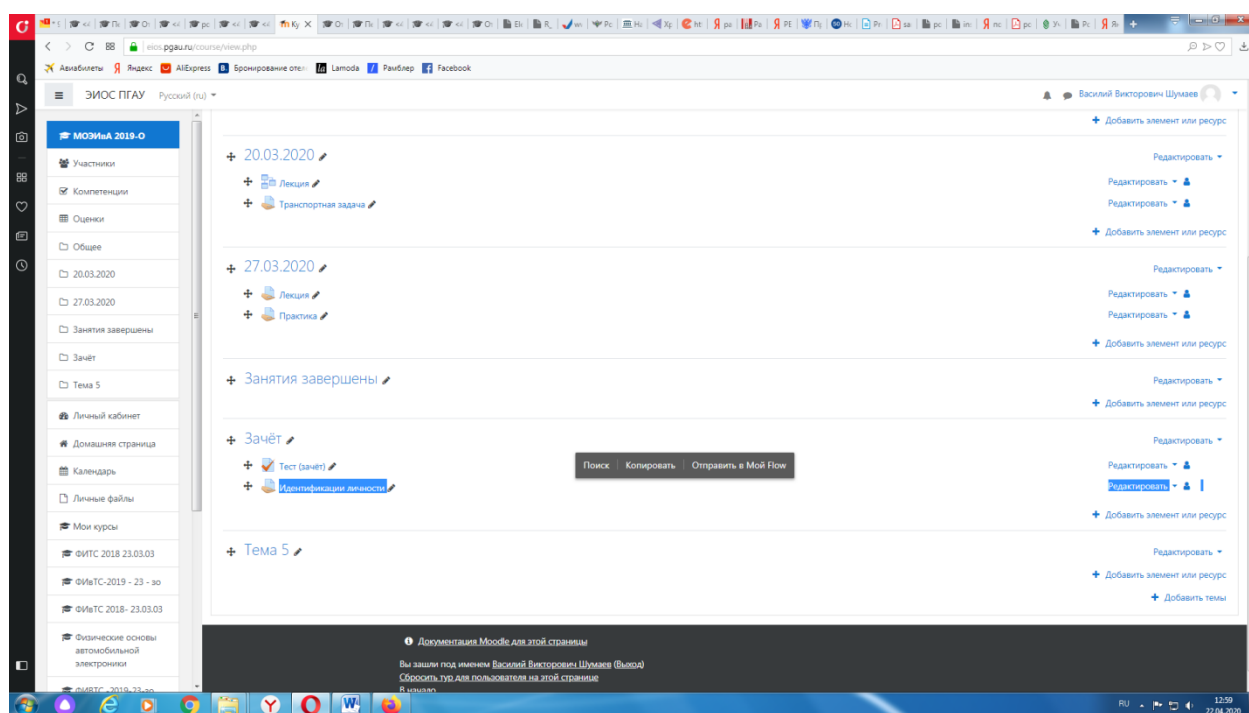 eios.pgau.ru/course/view.php
Авиабилеты Яндекс AliExpress Бронирование отел Lamoda Рамблер Facebook
ЭИОС ПГАУ Русский (ru)
Василий Викторович Шумаев
МОЭИвА 2019-О
Участники
Компетенции
Оценки
Общее
20.03.2020
27.03.2020
Занятия завершены
Зачёт
Тема 5
Личный кабинет
Домашняя страница
Календарь
Личные файлы
Мои курсы
ФИТС 2018 23.03.03
ФИвТС-2019 - 23 - зо
ФИвТС 2018- 23.03.03
Физические основы
автомобильной
электроники
Добавить элемент или ресурс
20.03.2020 Редактировать
Лекция Редактировать
Транспортная задача Редактировать
Добавить элемент или ресурс
27.03.2020 Редактировать
Лекция Редактировать
Практика Редактировать
Добавить элемент или ресурс
Занятия завершены Редактировать
Добавить элемент или ресурс
Зачёт Редактировать
Тест (зачёт) Редактировать
Поиск Копировать Отправить в Мой Flow
Идентификации личности Редактировать
Добавить элемент или ресурс
Тема 5 Редактировать
Добавить элемент или ресурс
Добавить темы
Документация Moodle для этой страницы
Вы зашли под именем Василий Викторович Шумаев (Выход)
Сбросить тур для пользователя на этой странице
В начало
RU 12:59
22.04.2020